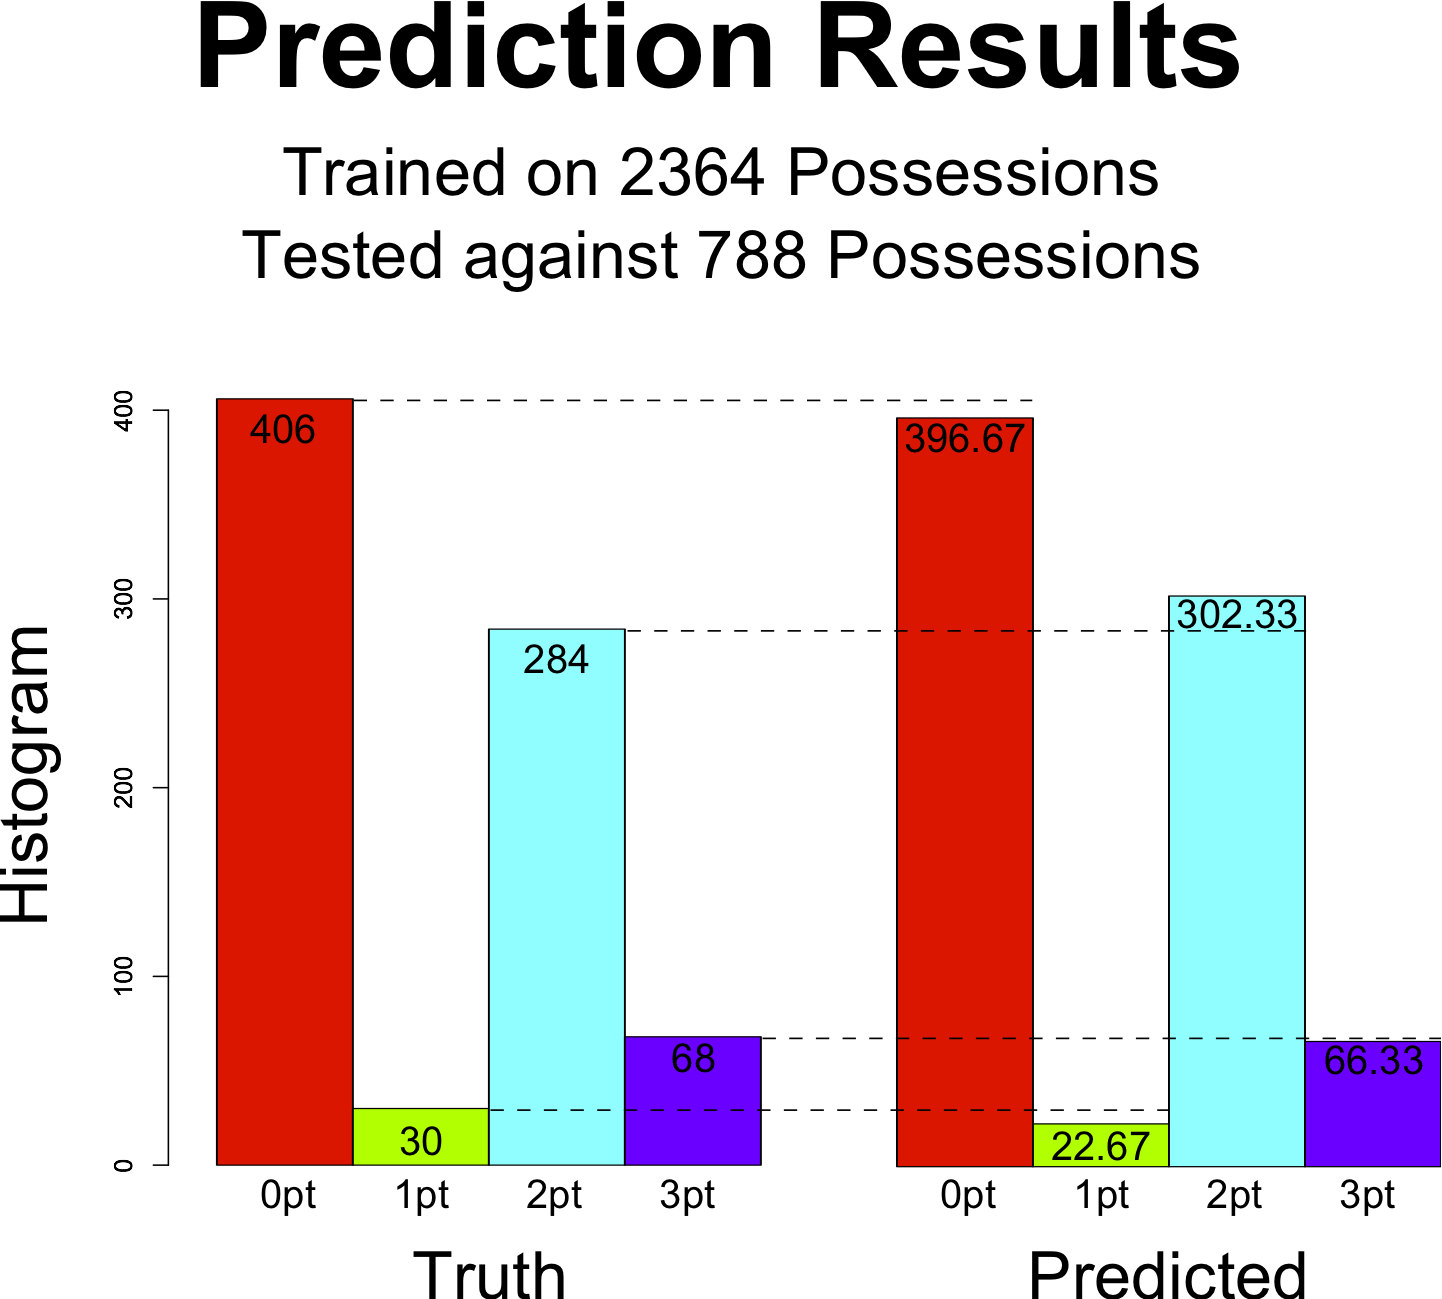 Prediction Results
Trained on 2364 Possessions
Tested against 788 Possessions
Histogram
400
300
200
100
0
406
30
284
68
396.67
22.67
302.33
66.33
0pt 1pt 2pt 3pt 0pt 1pt 2pt 3pt
Truth Predicted